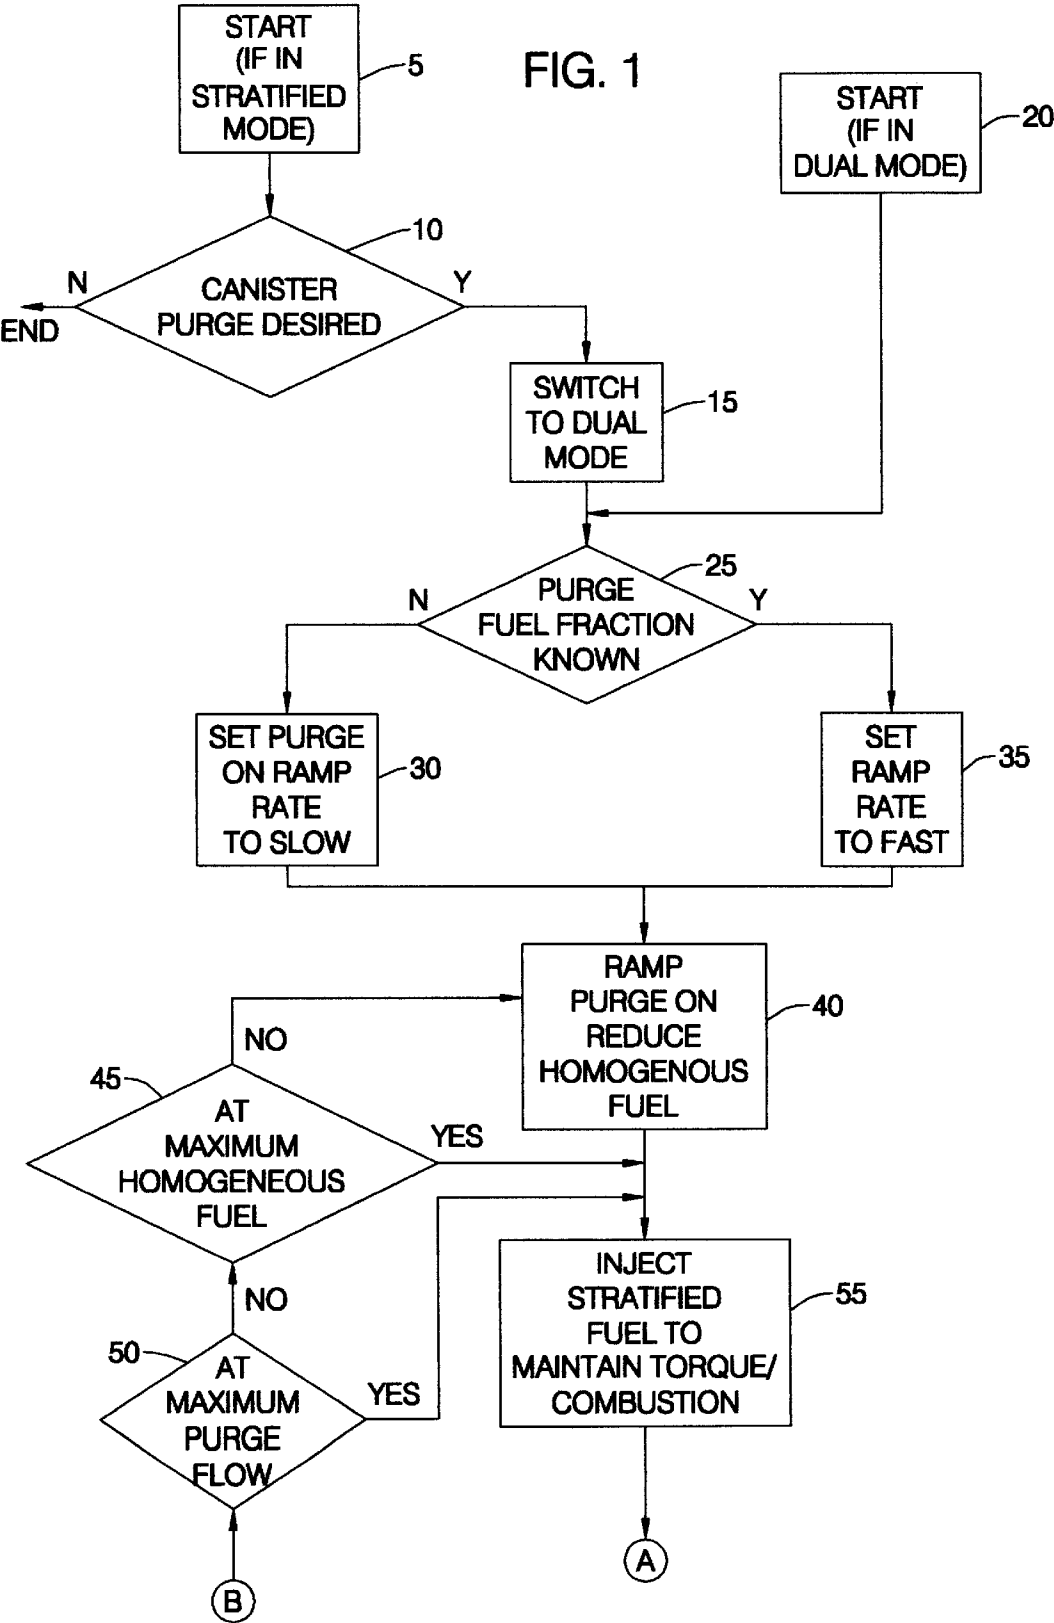 FIG. 1
START
(IF IN
STRATIFIED
MODE)
5
START
(IF IN
DUAL MODE)
20
10
N
Y
CANISTER
PURGE DESIRED
END
SWITCH
TO DUAL
MODE
15
25
N
Y
PURGE
FUEL FRACTION
KNOWN
SET PURGE
ON RAMP
RATE
TO SLOW
30
SET
RAMP
RATE
TO FAST
35
RAMP
PURGE ON
REDUCE
HOMOGENOUS
FUEL
40
NO
45
AT
MAXIMUM
HOMOGENEOUS
FUEL
YES
INJECT
STRATIFIED
FUEL TO
MAINTAIN TORQUE/
COMBUSTION
55
NO
50
AT
MAXIMUM
PURGE
FLOW
YES
A
B